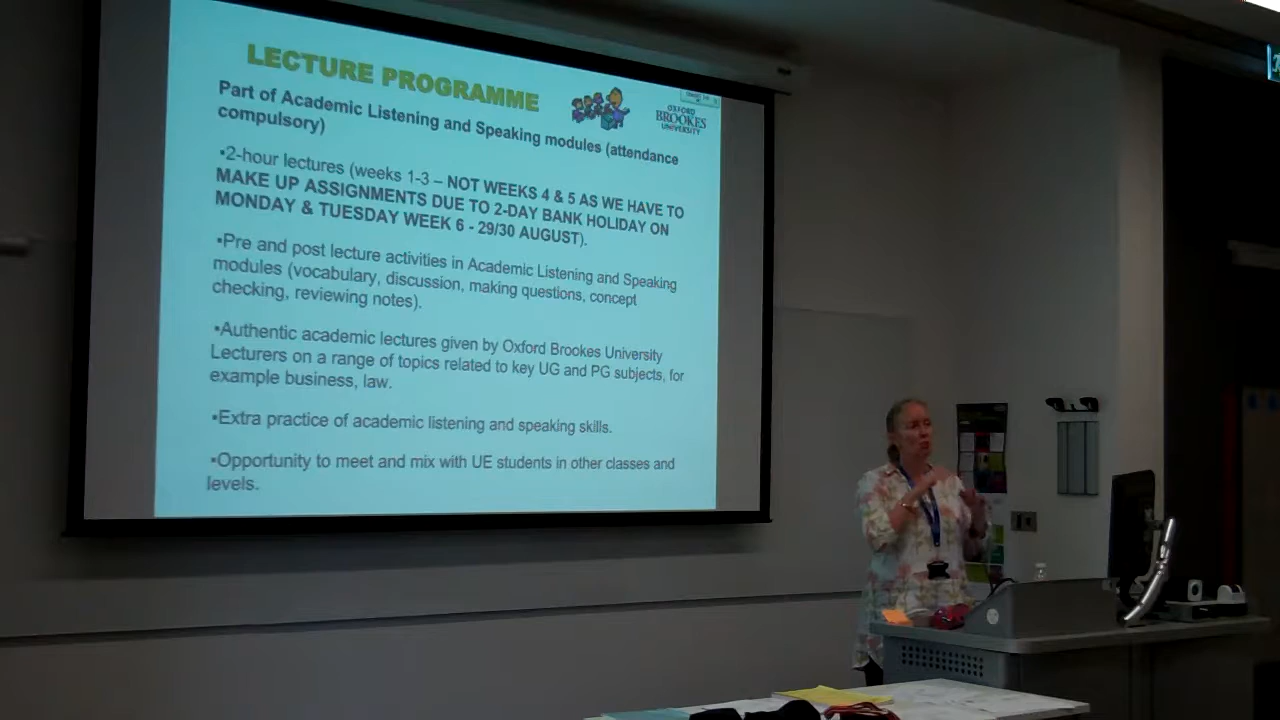 LECTURE PROGRAMME
Part of Academic Listening and Speaking modules (attendance
compulsory)
OXFORD
BROOKES
UNIVERSITY
▪2-hour lectures (weeks 1-3 – NOT WEEKS 4 & 5 AS WE HAVE TO
MAKE UP ASSIGNMENTS DUE TO 2-DAY BANK HOLIDAY ON
MONDAY & TUESDAY WEEK 6 - 29/30 AUGUST).
▪Pre and post lecture activities in Academic Listening and Speaking
modules (vocabulary, discussion, making questions, concept
checking, reviewing notes).
▪Authentic academic lectures given by Oxford Brookes University
Lecturers on a range of topics related to key UG and PG subjects, for
example business, law.
▪Extra practice of academic listening and speaking skills.
▪Opportunity to meet and mix with UE students in other classes and
levels.